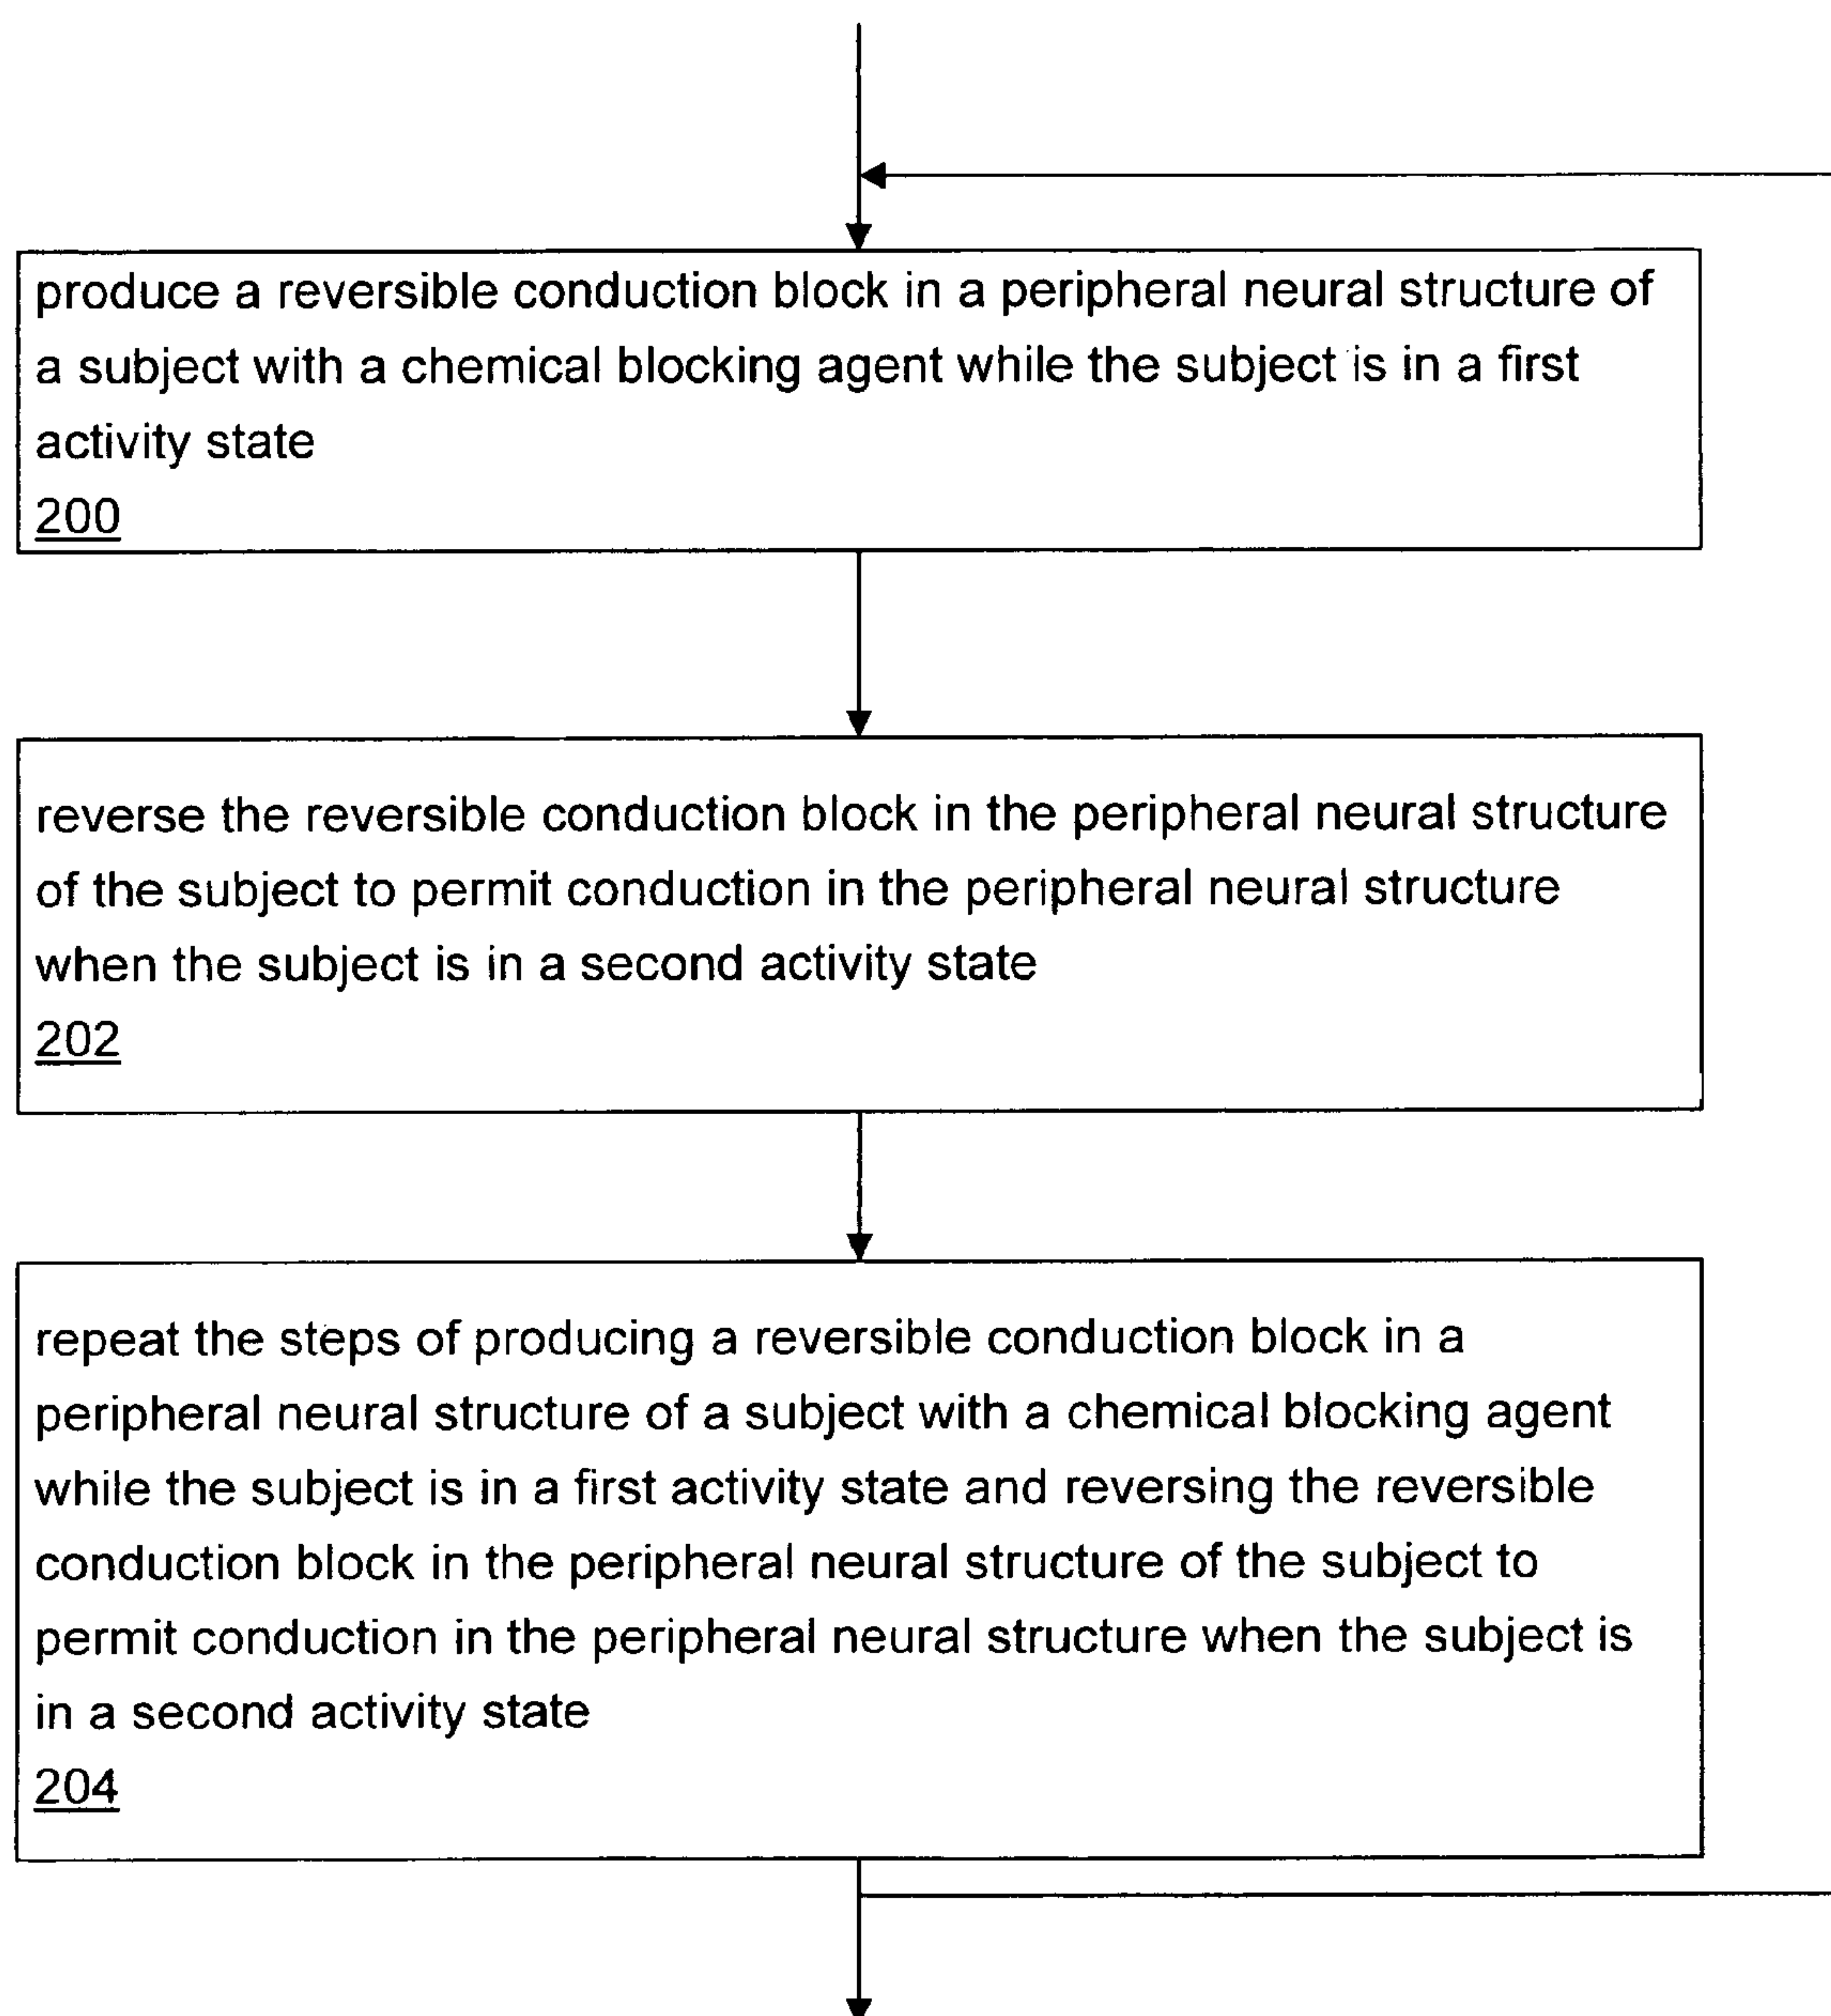 produce a reversible conduction block in a peripheral neural structure of
a subject with a chemical blocking agent while the subject is in a first
activity state
200
reverse the reversible conduction block in the peripheral neural structure
of the subject to permit conduction in the peripheral neural structure
when the subject is in a second activity state
202
repeat the steps of producing a reversible conduction block in a
peripheral neural structure of a subject with a chemical blocking agent
while the subject is in a first activity state and reversing the reversible
conduction block in the peripheral neural structure of the subject to
permit conduction in the peripheral neural structure when the subject is
in a second activity state
204